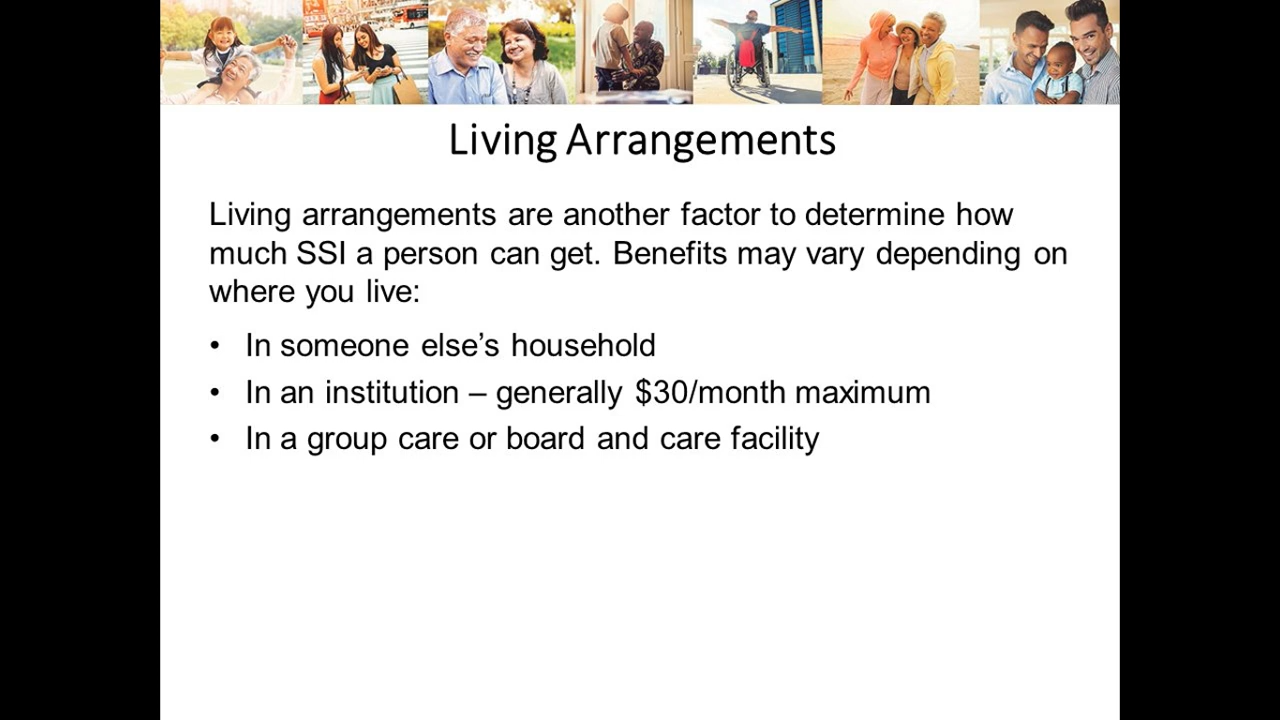 Living Arrangements
Living arrangements are another factor to determine how
much SSI a person can get. Benefits may vary depending on
where you live:
• In someone else’s household
• In an institution – generally $30/month maximum
• In a group care or board and care facility